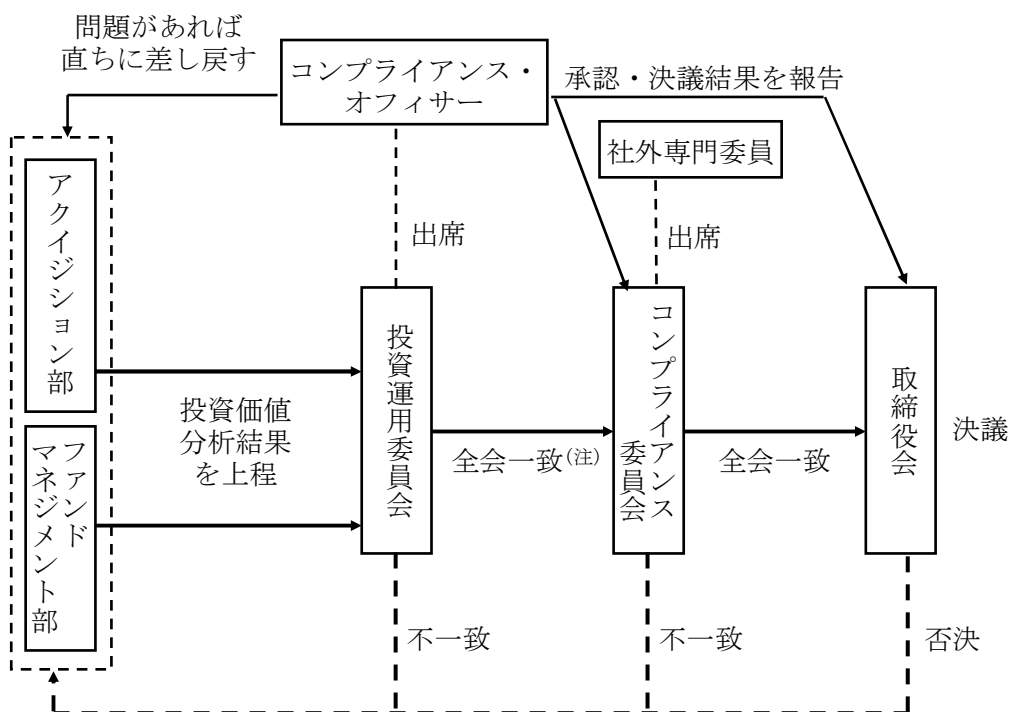 問題があれば
直ちに差し戻す
コンプライアンス・
オフィサー
承認・決議結果を報告
社外専門委員
出席
出席
アクイジション部
ファンド
マネジメント部
投資価値
分析結果
を上程
投資運用委員会
全会一致(注)
コンプライアンス
委員会
全会一致
取締役会
決議
不一致
不一致
否決